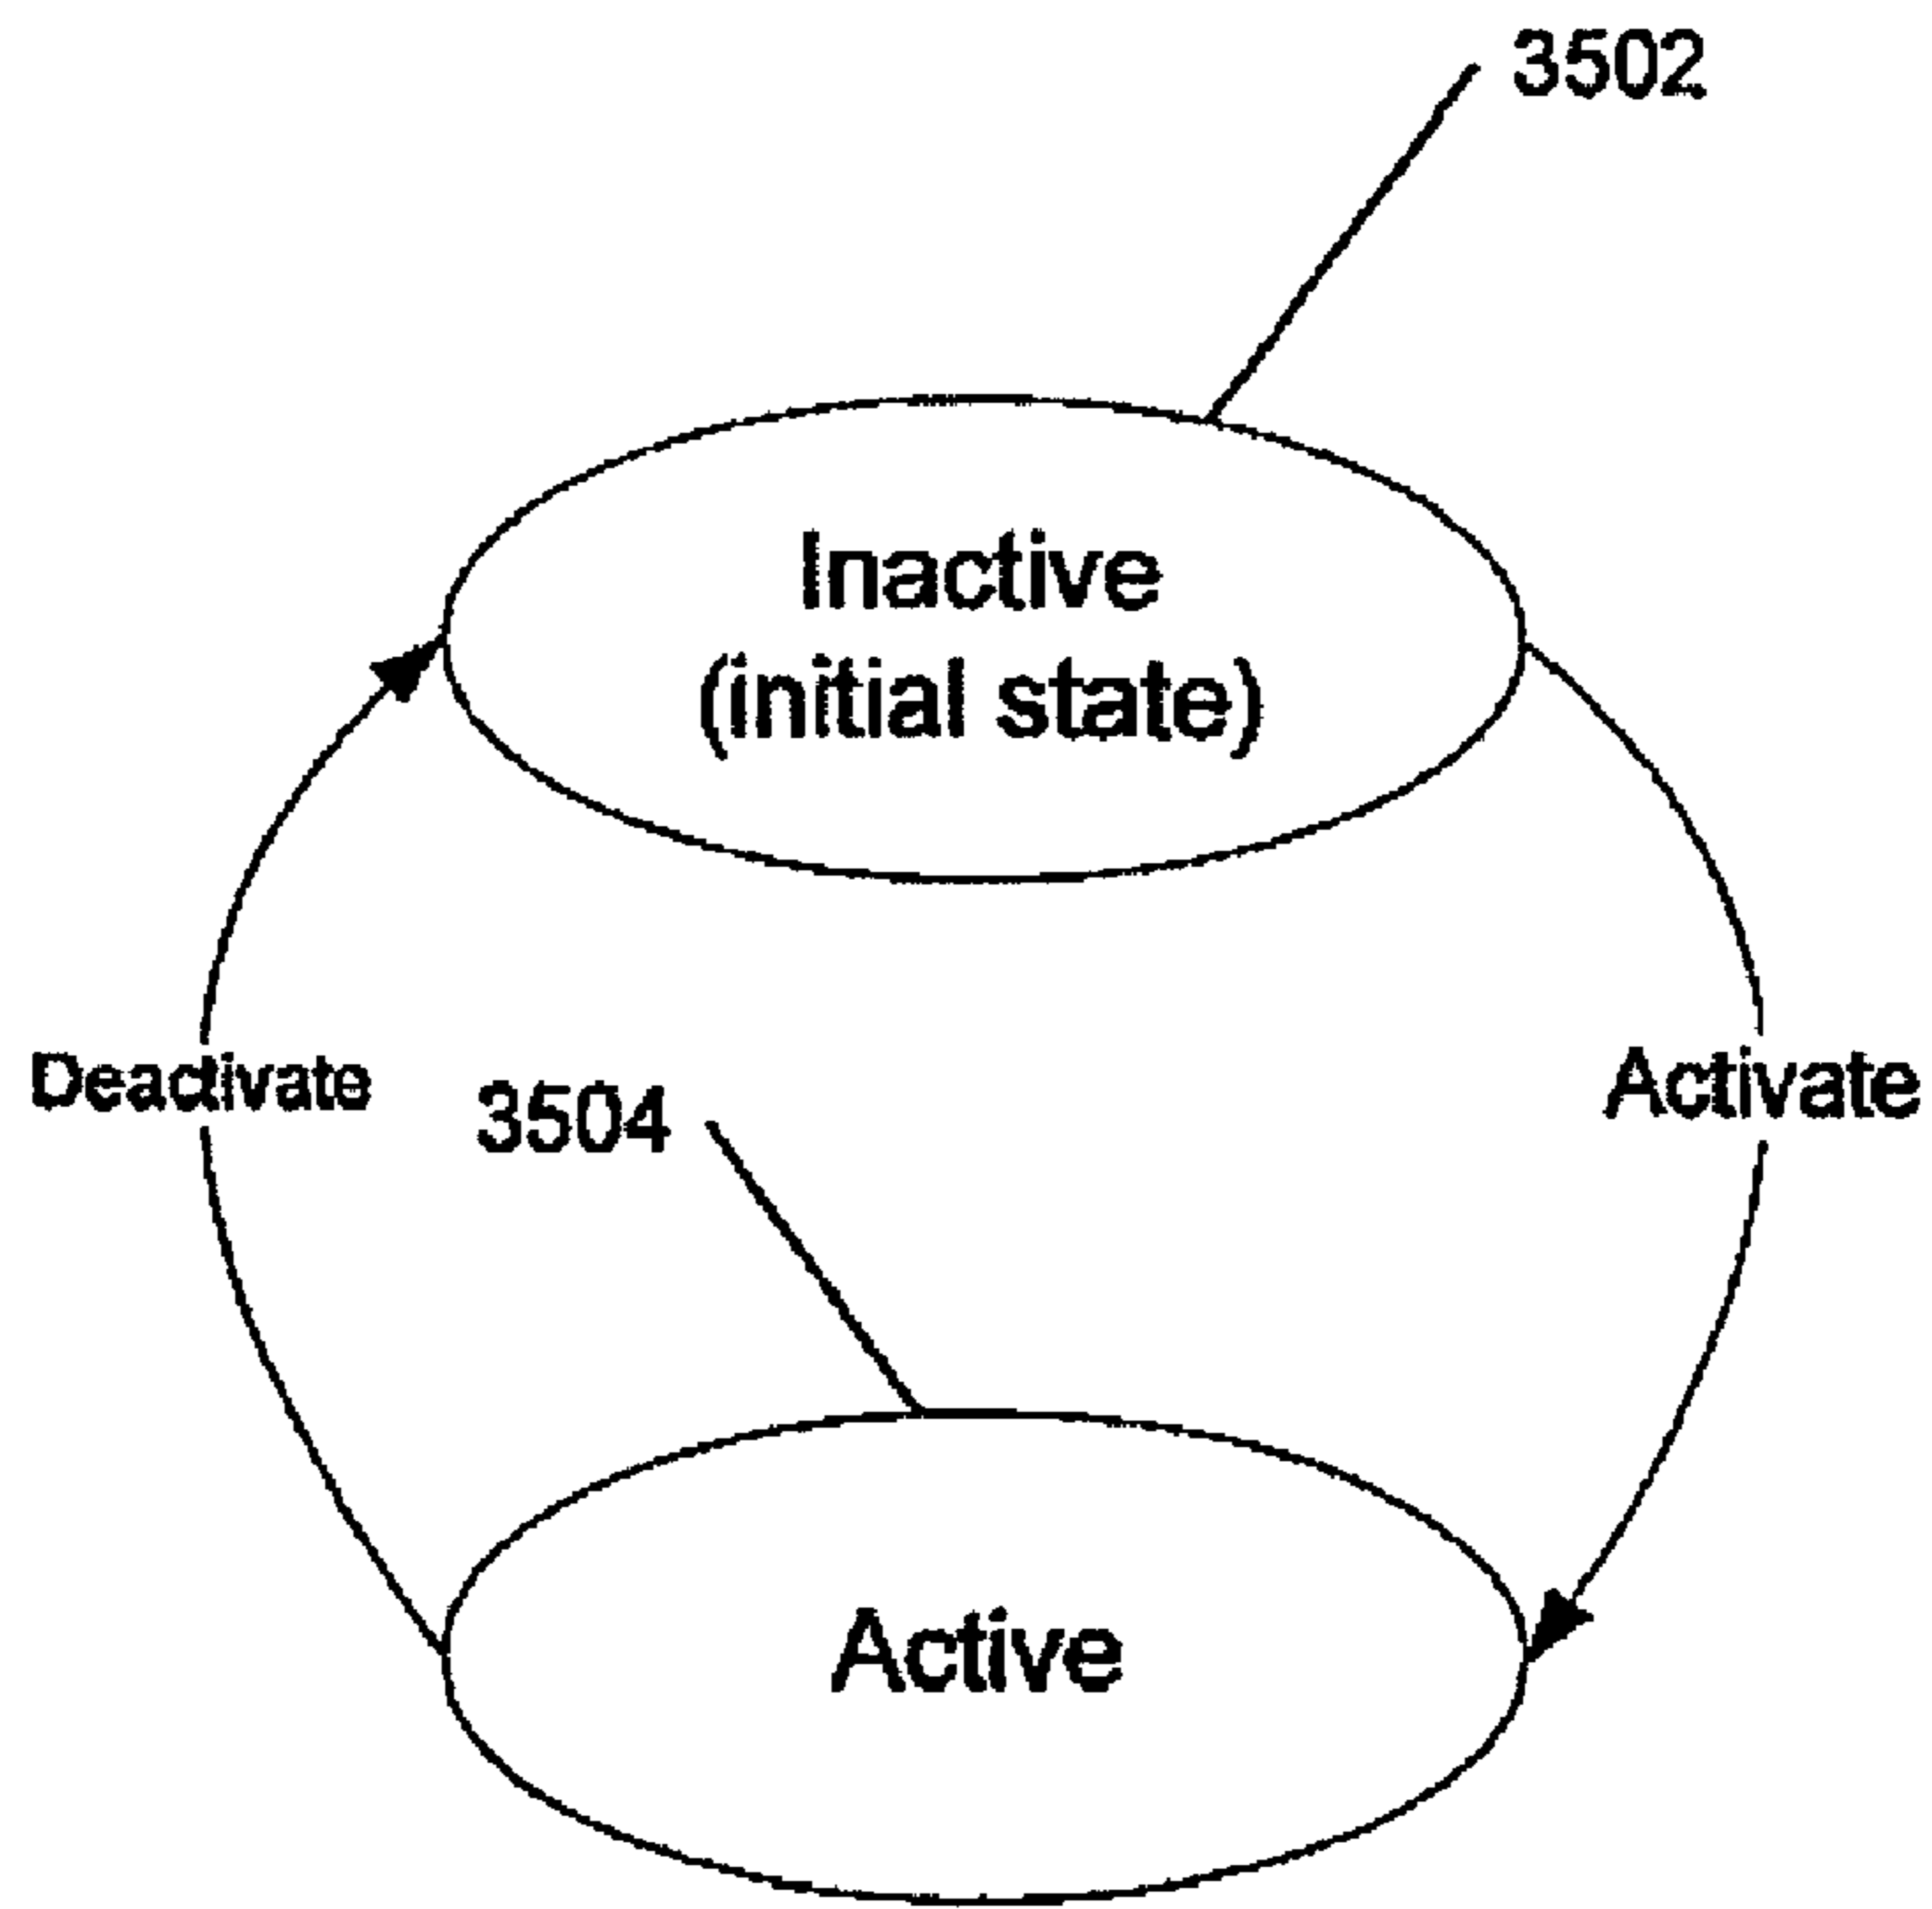 3502
Inactive
(initial state)
Deactivate
3504
Activate
Active